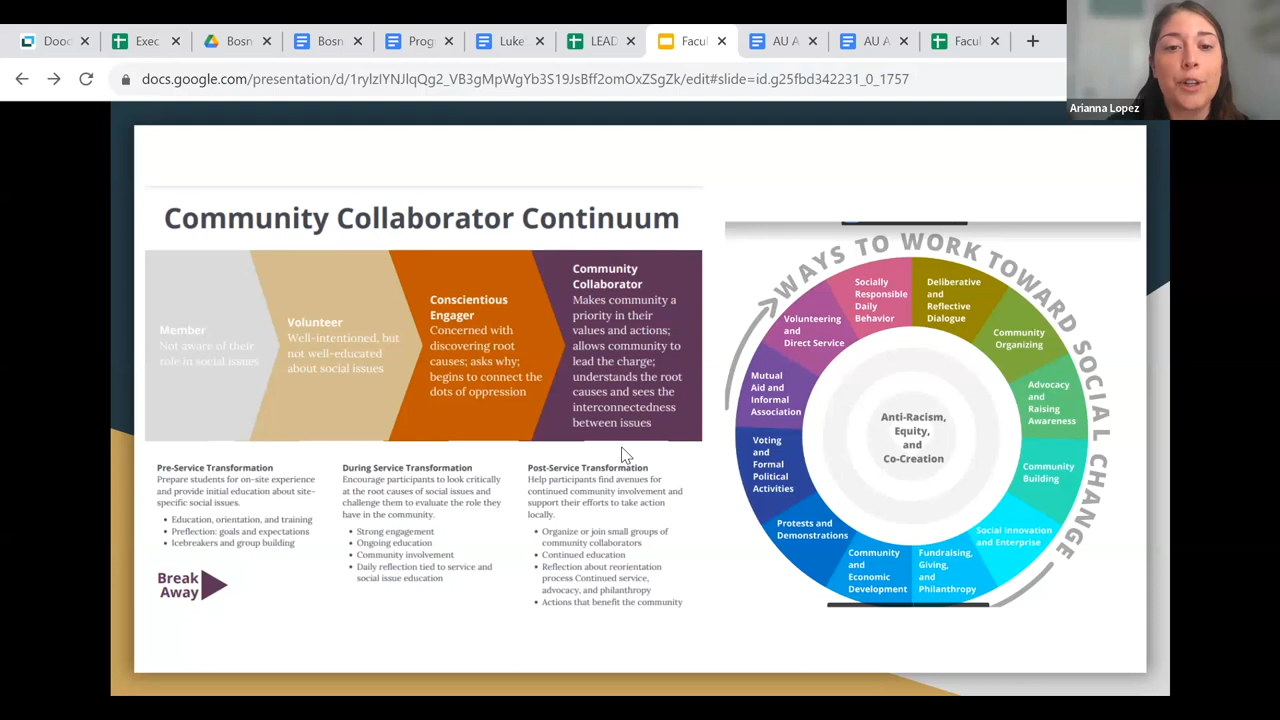 Dooc
Exec
Bosn
Bosn
Prog
Luke
LEAD
Facul
AU A
AU A
Facul
docs.google.com/presentation/d/1rylzlYNJlqQg2_VB3gMpWgYb3S19JsBff2omOxZSgZk/edit#slide=id.g25fbd342231_0_1757
Arianna Lopez
Community Collaborator Continuum
Member
Not aware of their
role in social issues
Volunteer
Well-intentioned, but
not well-educated
about social issues
Conscientious
Engager
Concerned with
discovering root
causes; asks why;
begins to connect the
dots of oppression
Community
Collaborator
Makes community a
priority in their
values and actions;
allows community to
lead the charge;
understands the root
causes and sees the
interconnectedness
between issues
Pre-Service Transformation
Prepare students for on-site experience
and provide initial education about site-
specific social issues.
• Education, orientation, and training
• Preflection: goals and expectations
• Icebreakers and group building
During Service Transformation
Encourage participants to look critically
at the root causes of social issues and
challenge them to evaluate the role they
have in the community.
• Strong engagement
• Ongoing education
• Community involvement
• Daily reflection tied to service and
social issue education
Post-Service Transformation
Help participants find avenues for
continued community involvement and
support their efforts to take action
locally.
• Organize or join small groups of
community collaborators
• Continued education
• Reflection about reorientation
process Continued service,
advocacy, and philanthropy
• Actions that benefit the community
Break
Away
WAYS TO WORK TOWARD SOCIAL CHANGE
Socially
Responsible
Daily
Behavior
Deliberative
and
Reflective
Dialogue
Community
Organizing
Advocacy
and
Raising
Awareness
Community
Building
Social Innovation
and Enterprise
Fundraising,
Giving,
and
Philanthropy
Community
and
Economic
Development
Protests and
Demonstrations
Voting
and
Formal
Political
Activities
Mutual
Aid and
Informal
Association
Volunteering
and
Direct Service
Anti-Racism,
Equity,
and
Co-Creation